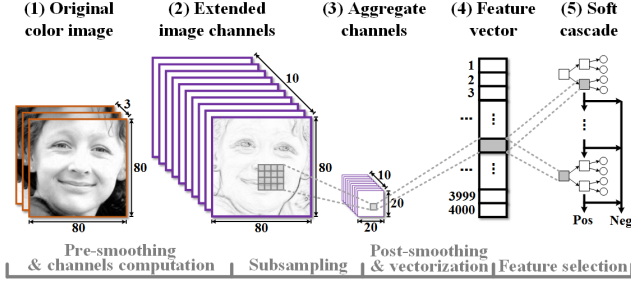 (1) Original
color image
(2) Extended
image channels
(3) Aggregate
channels
(4) Feature
vector
(5) Soft
cascade
3
80
80
10
80
80
10
20
20
1
2
3
...
...
...
...
3999
4000
...
...
Pos
Neg
Pre-smoothing
& channels computation
Subsampling
Post-smoothing
& vectorization
Feature selection